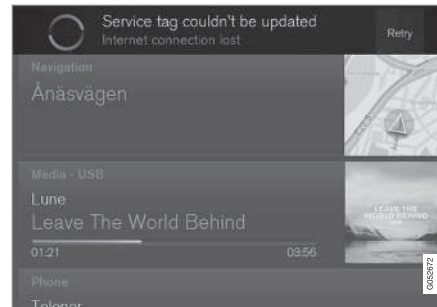 Service tag couldn't be updated
Internet connection lost
Retry
Navigation
Ånäsvägen
Media - USB
Lune
Leave The World Behind
01:21
03:56
LEAVE THE
WORLD BEHIND
Phone
Telenor
G052672